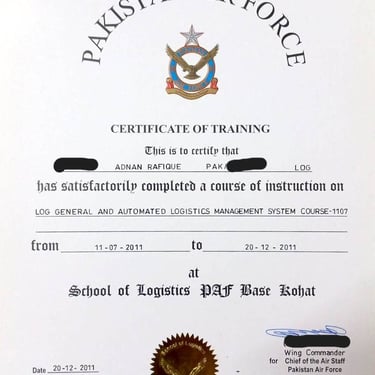 PAKISTAN AIR FORCE
CERTIFICATE OF TRAINING
This is to certify that
ADNAN RAFIQUE PAK LOG
has satisfactorily completed a course of instruction on
LOG GENERAL AND AUTOMATED LOGISTICS MANAGEMENT SYSTEM COURSE-1107
from 11-07-2011 to 20-12-2011
at
School of Logistics PAF Base Kohat
Wing Commander
for Chief of the Air Staff
Pakistan Air Force
Date 20-12-2011